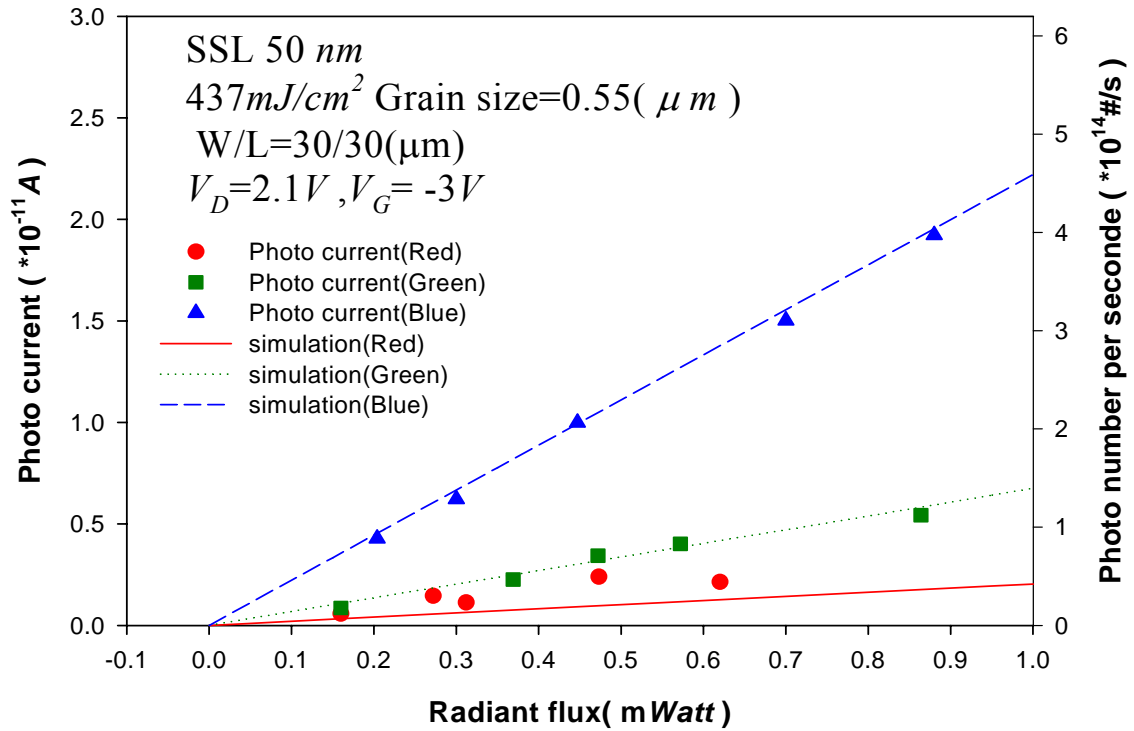 3.0
2.5
2.0
1.5
1.0
0.5
0.0
Photo current ( *10⁻¹¹ A )
SSL 50 nm
437mJ/cm² Grain size=0.55( μ m )
W/L=30/30(μm)
V_D=2.1V ,V_G= -3V
Photo current(Red)
Photo current(Green)
Photo current(Blue)
simulation(Red)
simulation(Green)
simulation(Blue)
6
5
4
3
2
1
0
Photo number per seconde ( *10¹⁴#/s )
-0.1 0.0 0.1 0.2 0.3 0.4 0.5 0.6 0.7 0.8 0.9 1.0
Radiant flux( mWatt )